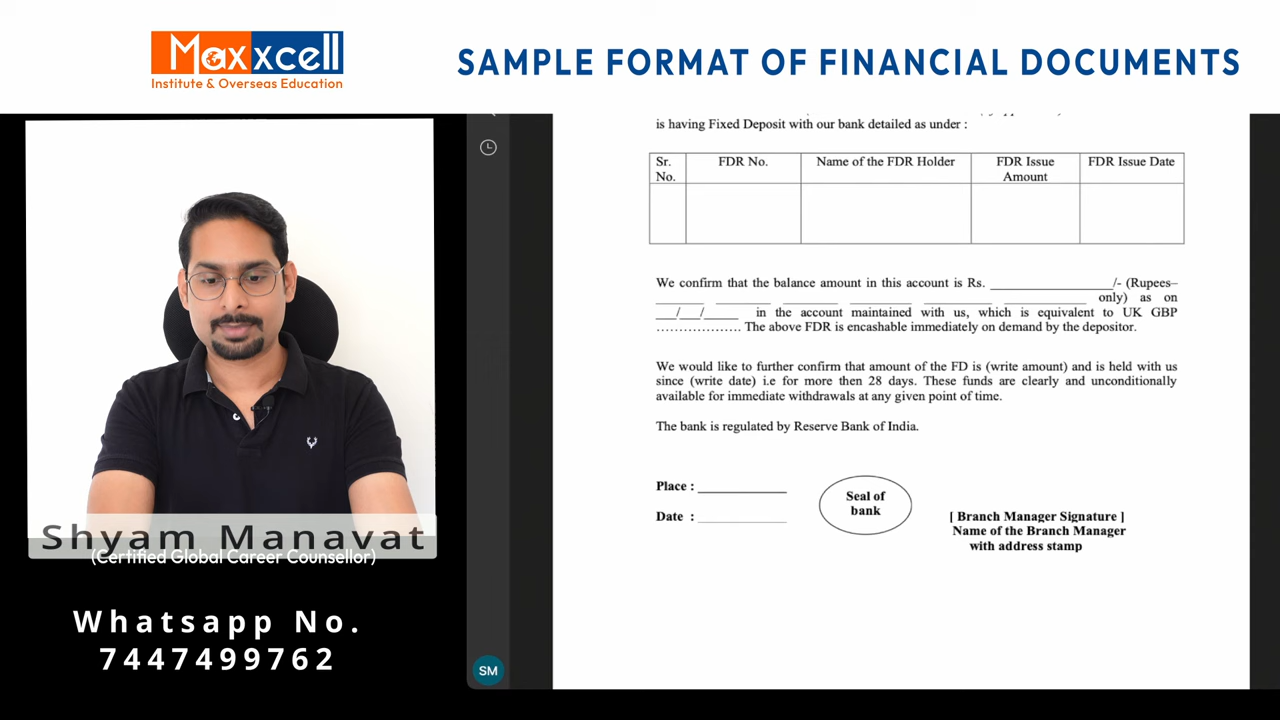 Maxxcell
Institute & Overseas Education
SAMPLE FORMAT OF FINANCIAL DOCUMENTS
is having Fixed Deposit with our bank detailed as under :
Sr. No.
FDR No.
Name of the FDR Holder
FDR Issue Amount
FDR Issue Date
We confirm that the balance amount in this account is Rs. ________________/- (Rupees–
_______ ________ ________ _________ __________ ____________ only) as on
___/___/_____ in the account maintained with us, which is equivalent to UK GBP
.................... The above FDR is encashable immediately on demand by the depositor.
We would like to further confirm that amount of the FD is (write amount) and is held with us
since (write date) i.e for more then 28 days. These funds are clearly and unconditionally
available for immediate withdrawals at any given point of time.
The bank is regulated by Reserve Bank of India.
Place : _____________
Date : _____________
Seal of
bank
[ Branch Manager Signature ]
Name of the Branch Manager
with address stamp
Shyam Manavat
(Certified Global Career Counsellor)
Whatsapp No.
7447499762
SM